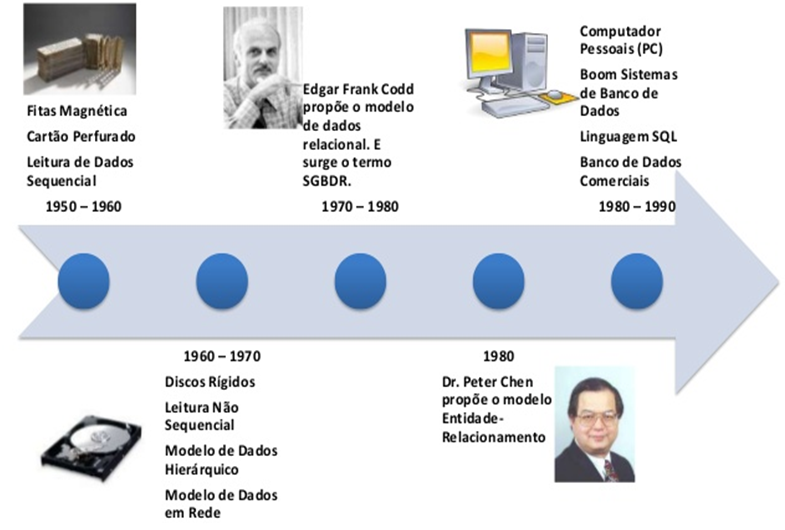 Fitas Magnética
Cartão Perfurado
Leitura de Dados
Sequencial
1950 – 1960
Edgar Frank Codd
propõe o modelo
de dados
relacional. E
surge o termo
SGBDR.
1970 – 1980
Computador
Pessoais (PC)
Boom Sistemas
de Banco de
Dados
Linguagem SQL
Banco de Dados
Comerciais
1980 – 1990
1960 – 1970
Discos Rígidos
Leitura Não
Sequencial
Modelo de Dados
Hierárquico
Modelo de Dados
em Rede
1980
Dr. Peter Chen
propõe o modelo
Entidade-
Relacionamento